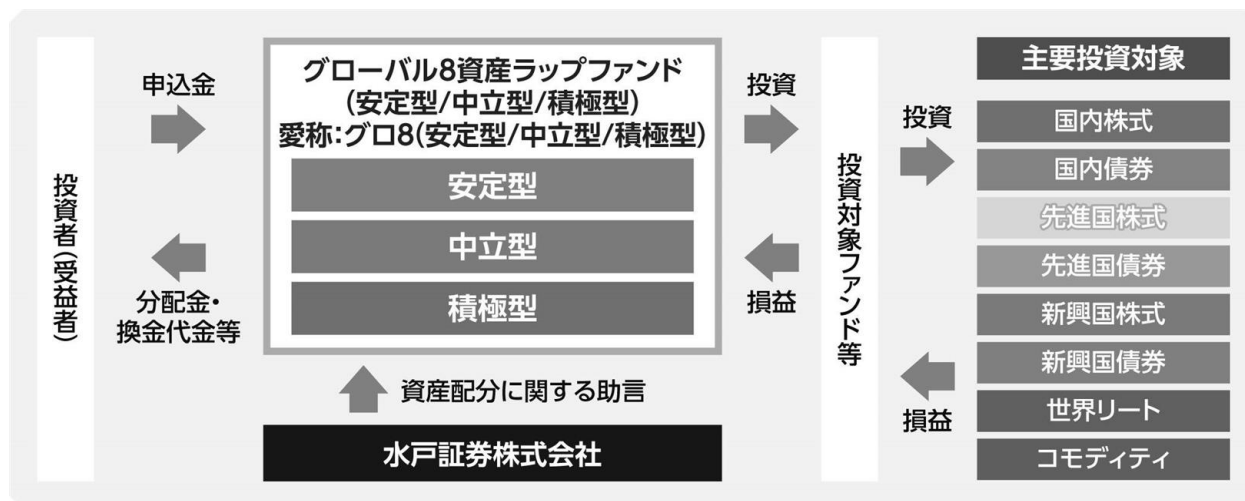 投資者(受益者)
申込金
分配金・
換金代金等
グローバル8資産ラップファンド
(安定型/中立型/積極型)
愛称:グロ8(安定型/中立型/積極型)
安定型
中立型
積極型
資産配分に関する助言
水戸証券株式会社
投資
損益
投資対象ファンド等
投資
損益
主要投資対象
国内株式
国内債券
先進国株式
先進国債券
新興国株式
新興国債券
世界リート
コモディティ